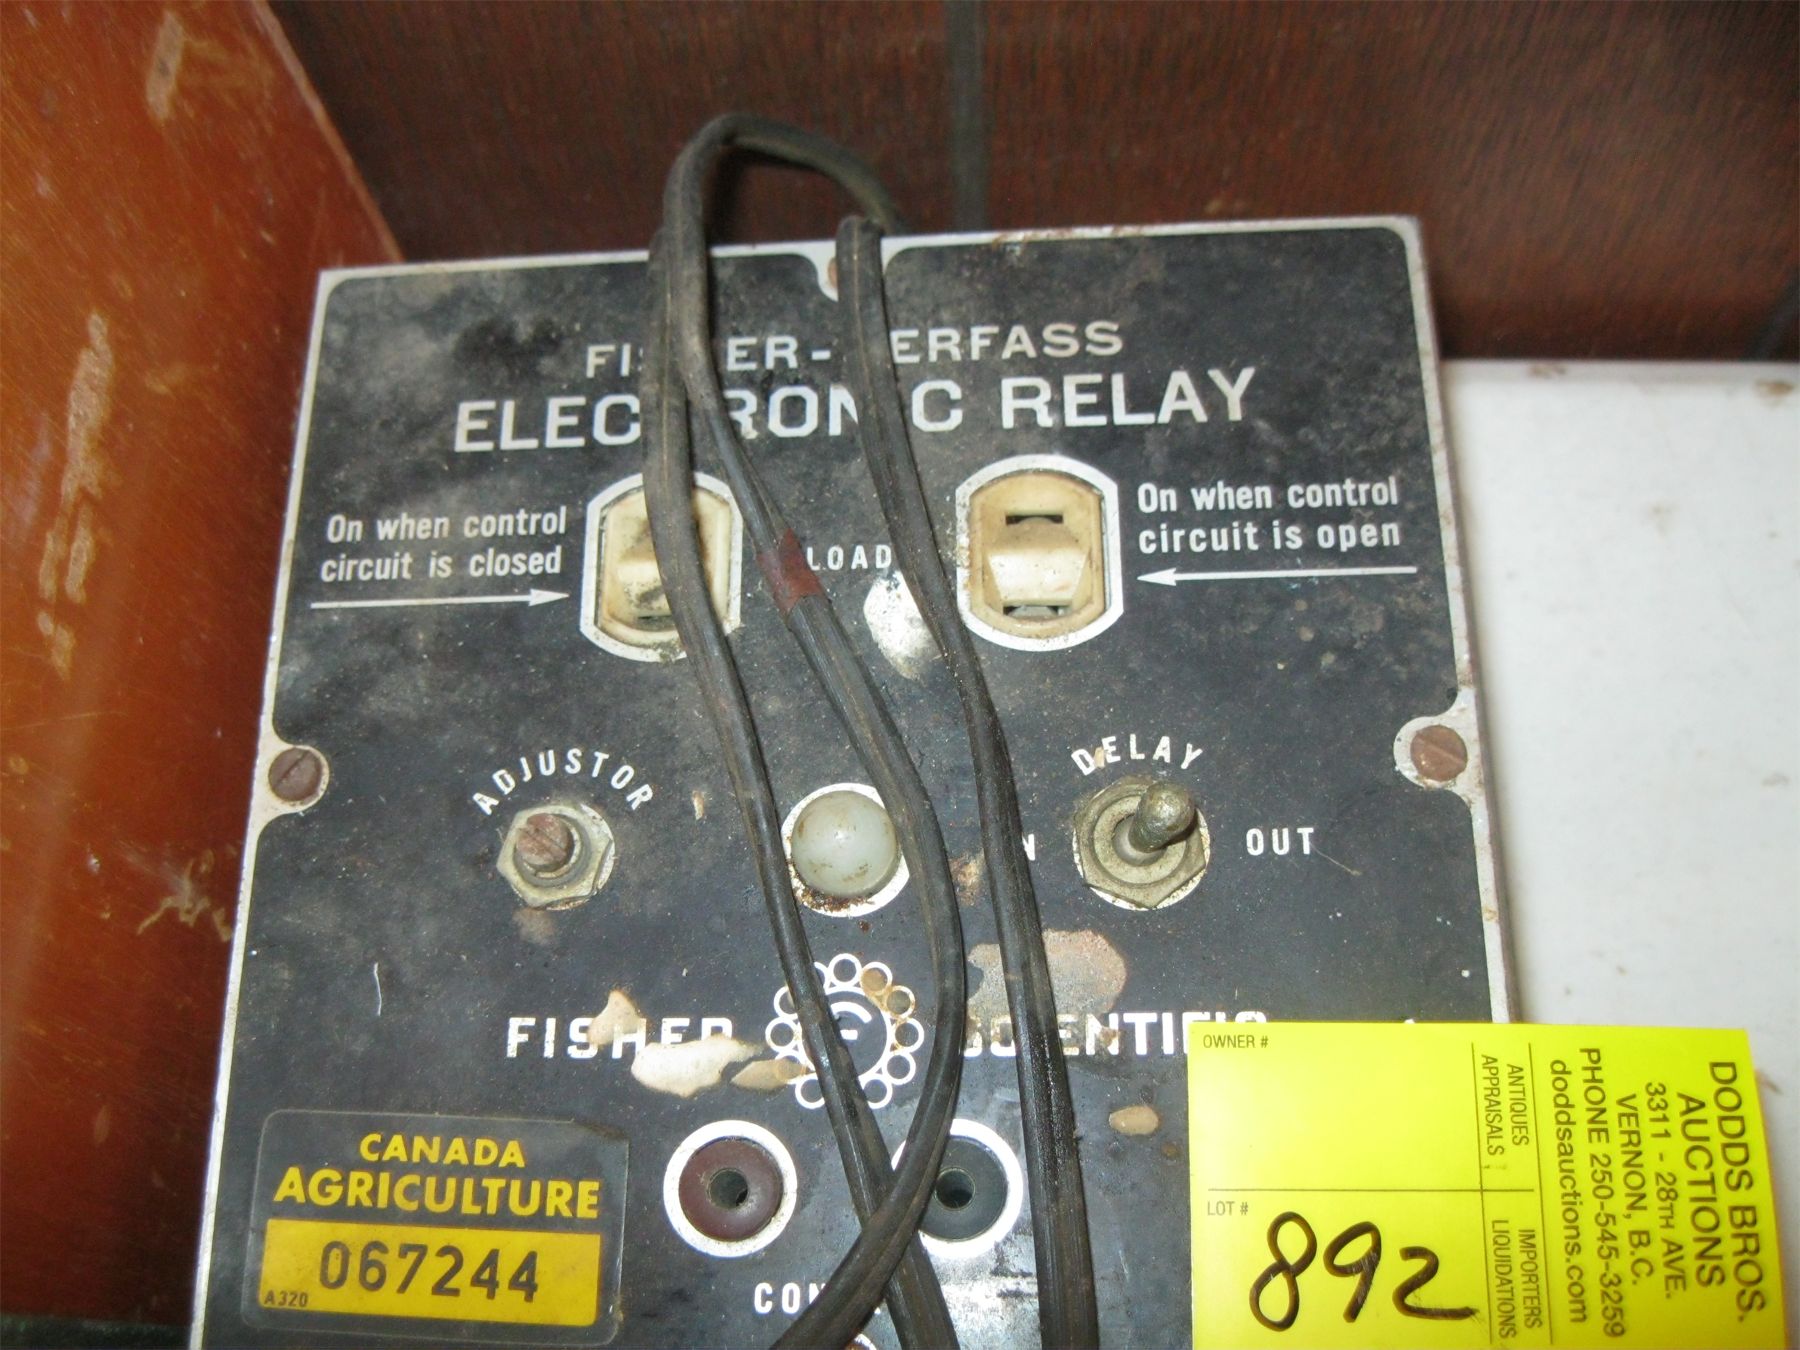 RELAY
On when control
circuit is closed
LOAD
On when control
circuit is open
ADJUSTOR
DELAY
OUT
FISHER SCIENTIFIC
CANADA
AGRICULTURE
067244
A320
OWNER #
LOT #
892
ANTIQUES
APPRAISALS
IMPORTERS
LIQUIDATIONS
DODDS BROS.
AUCTIONS
3311 - 28TH AVE.
VERNON, B.C.
PHONE 250-545-3259
doddsauctions.com